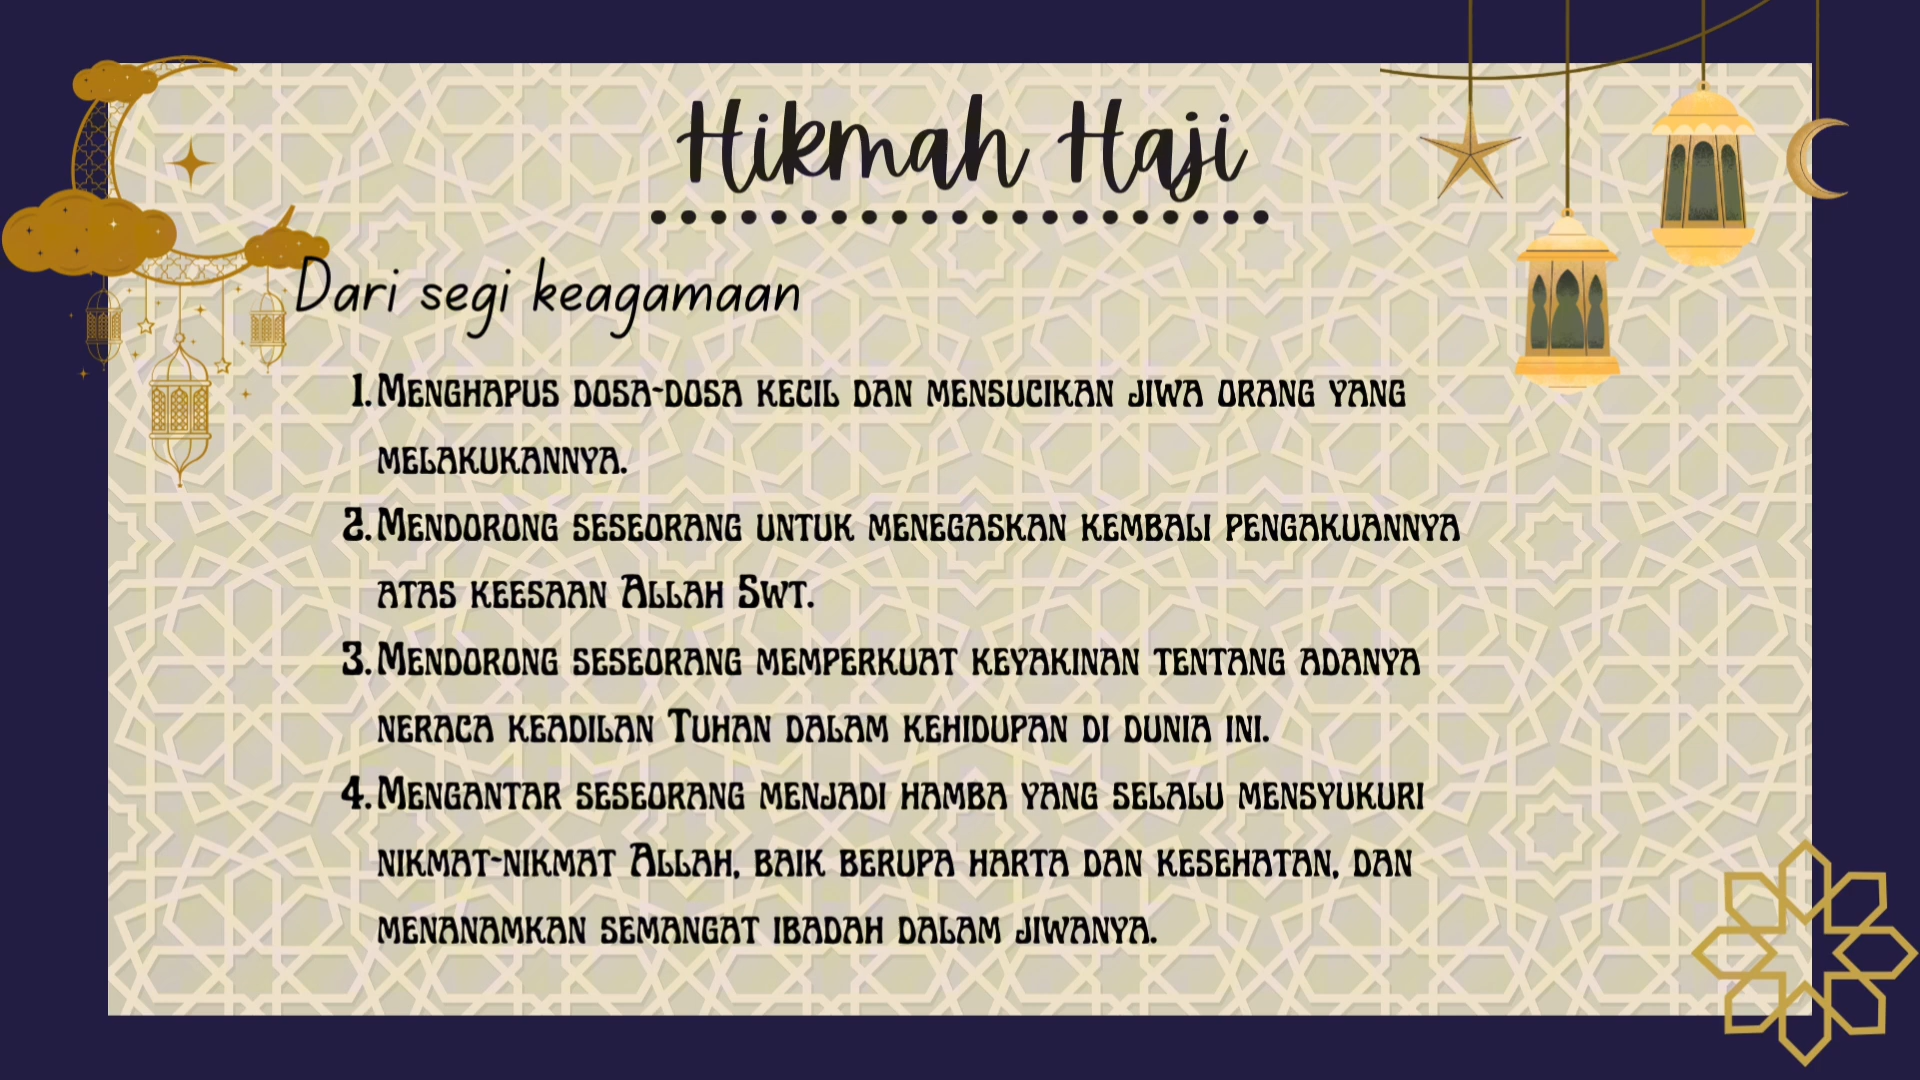 Hikmah Haji
Dari segi keagamaan
1. Menghapus dosa-dosa kecil dan mensucikan jiwa orang yang
melakukannya.
2. Mendorong seseorang untuk menegaskan kembali pengakuannya
atas keesaan Allah Swt.
3. Mendorong seseorang memperkuat keyakinan tentang adanya
neraca keadilan Tuhan dalam kehidupan di dunia ini.
4. Mengantar seseorang menjadi hamba yang selalu mensyukuri
nikmat-nikmat Allah, baik berupa harta dan kesehatan, dan
menanamkan semangat ibadah dalam jiwanya.